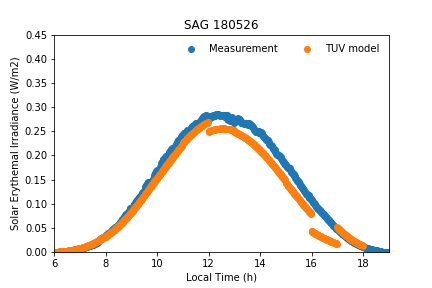 SAG 180526
Measurement TUV model
Solar Erythemal Irradiance (W/m2)
0.45
0.40
0.35
0.30
0.25
0.20
0.15
0.10
0.05
0.00
6 8 10 12 14 16 18
Local Time (h)